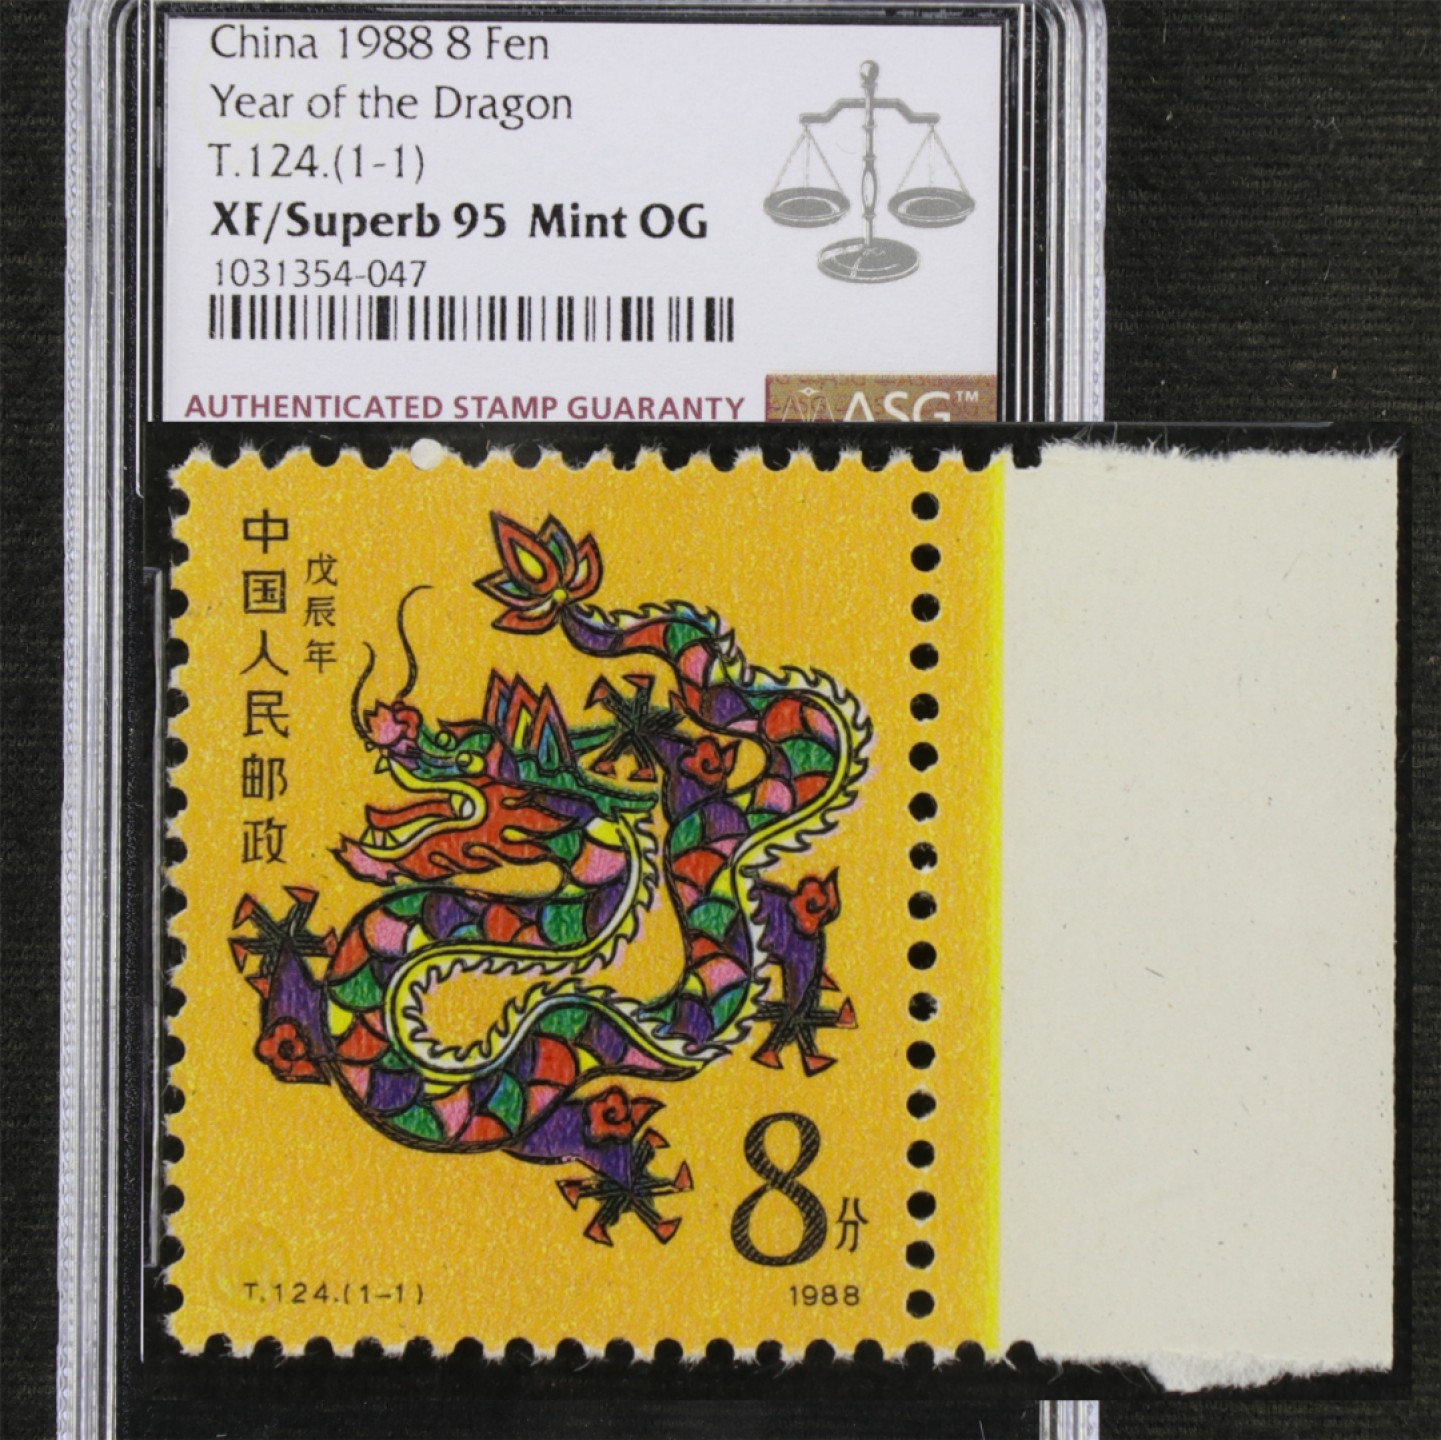 China 1988 8 Fen
Year of the Dragon
T.124.(1-1)
XF/Superb 95 Mint OG
1031354-047
AUTHENTICATED STAMP GUARANTY
ASG™
中国人民邮政
戊辰年
8分
T.124.(1-1)
1988